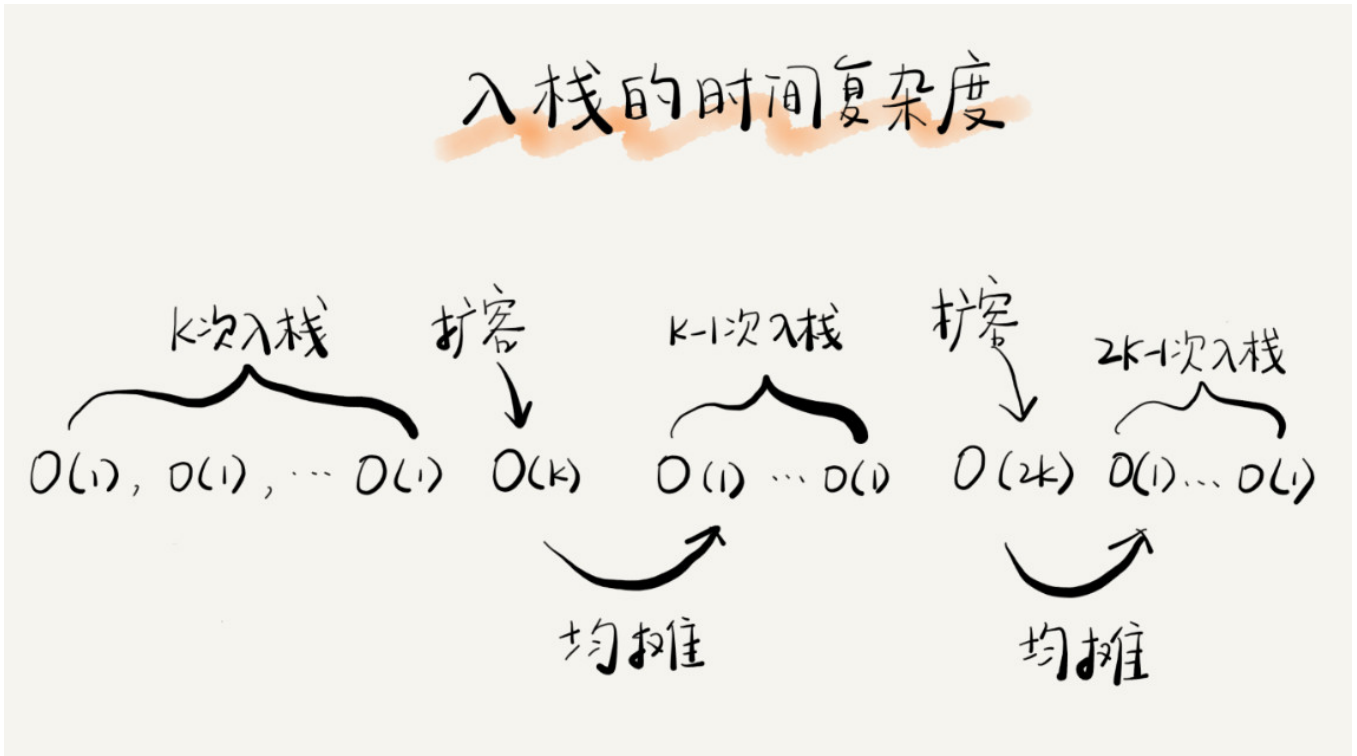 入栈的时间复杂度
K次入栈 扩容 K-1次入栈 扩容 2K-1次入栈
O(1), O(1), … O(1) O(K) O(1) … O(1) O(2K) O(1)… O(1)
均摊 均摊